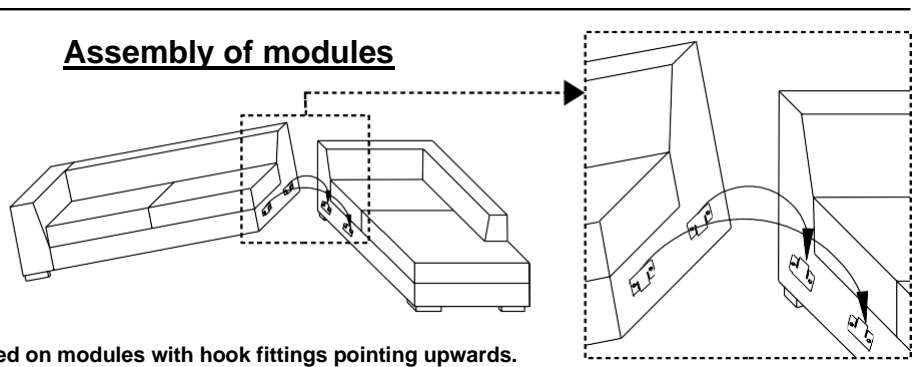 Assembly of modules
ed on modules with hook fittings pointing upwards.